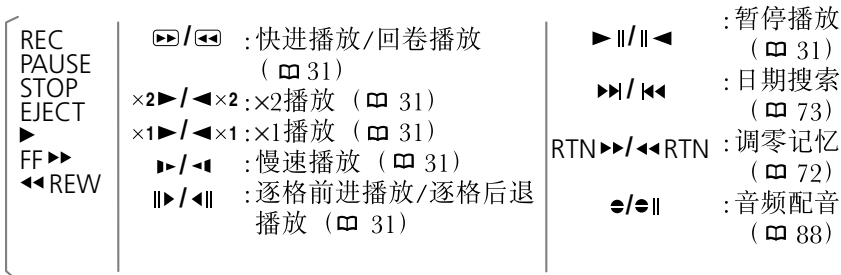 REC
PAUSE
STOP
EJECT
▶
FF ▶▶
◀◀ REW
▶▶ / ◀◀ :快进播放/回卷播放
( 31)
×2▶ / ◀×2 :×2播放 ( 31)
×1▶ / ◀×1 :×1播放 ( 31)
▮▶ / ◀▮ :慢速播放 ( 31)
▮▮▶ / ◀▮▮ :逐格前进播放/逐格后退
播放 ( 31)
▶▮▮ / ▮▮◀ :暂停播放
( 31)
▶▶| / |◀◀ :日期搜索
( 73)
RTN ▶▶ / ◀◀ RTN :调零记忆
( 72)
:音频配音
( 88)